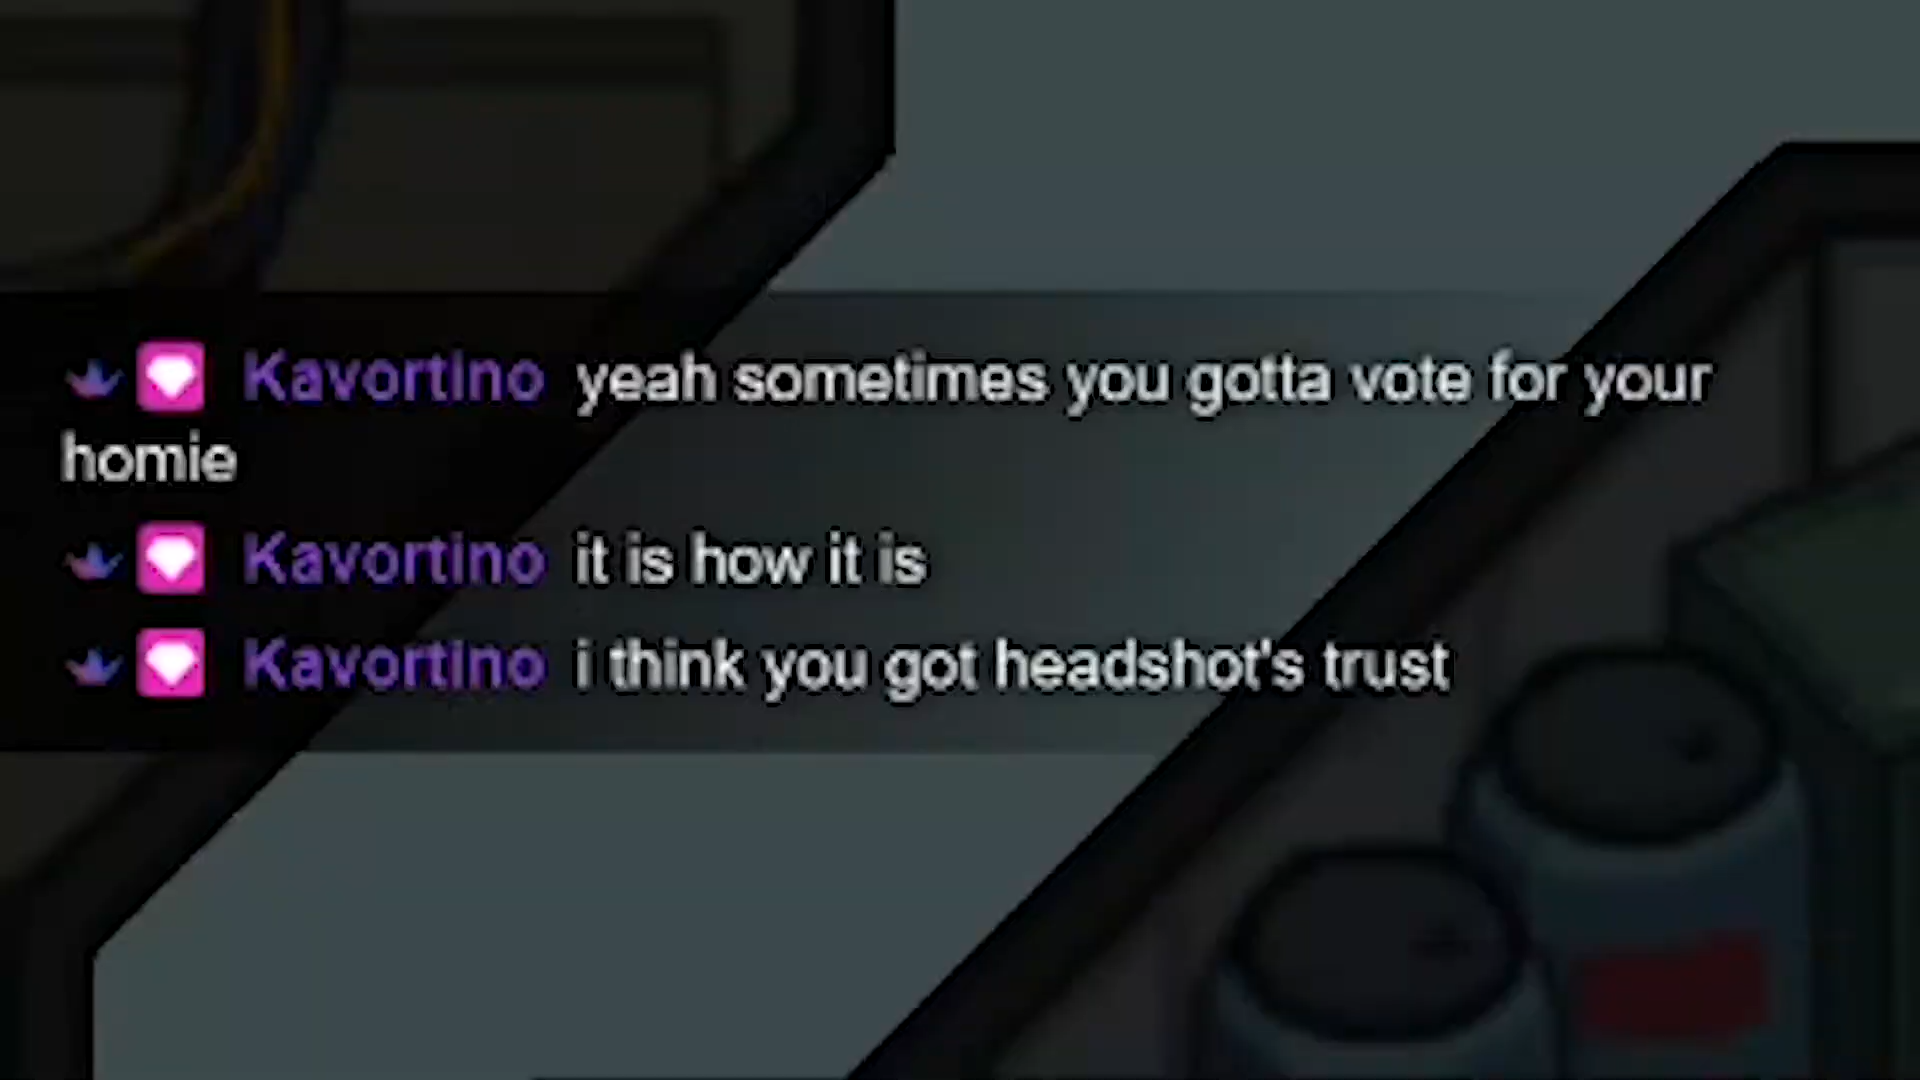 Kavortino yeah sometimes you gotta vote for your
homie
Kavortino it is how it is
Kavortino i think you got headshot's trust